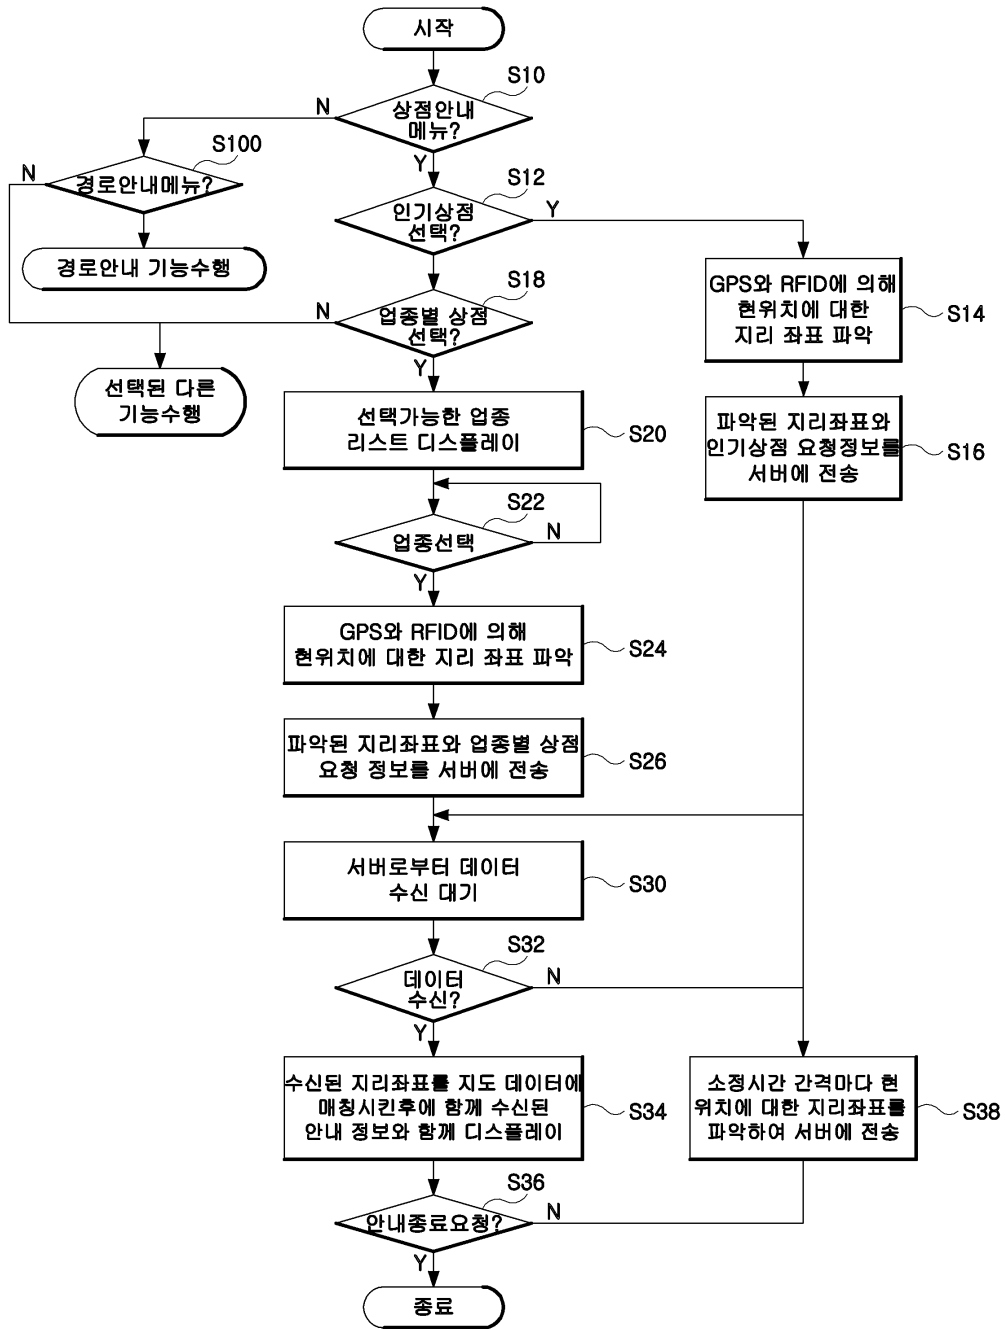 시작
S10
상점안내
메뉴?
N
Y
S100
경로안내메뉴?
N
경로안내 기능수행
S12
인기상점
선택?
Y
S18
업종별 상점
선택?
N
Y
선택된 다른
기능수행
GPS와 RFID에 의해
현위치에 대한
지리 좌표 파악
S14
파악된 지리좌표와
인기상점 요청정보를
서버에 전송
S16
선택가능한 업종
리스트 디스플레이
S20
S22
업종선택
N
Y
GPS와 RFID에 의해
현위치에 대한 지리 좌표 파악
S24
파악된 지리좌표와 업종별 상점
요청 정보를 서버에 전송
S26
서버로부터 데이터
수신 대기
S30
S32
데이터
수신?
N
Y
수신된 지리좌표를 지도 데이터에
매칭시킨후에 함께 수신된
안내 정보와 함께 디스플레이
S34
소정시간 간격마다 현
위치에 대한 지리좌표를
파악하여 서버에 전송
S38
S36
안내종료요청?
N
Y
종료